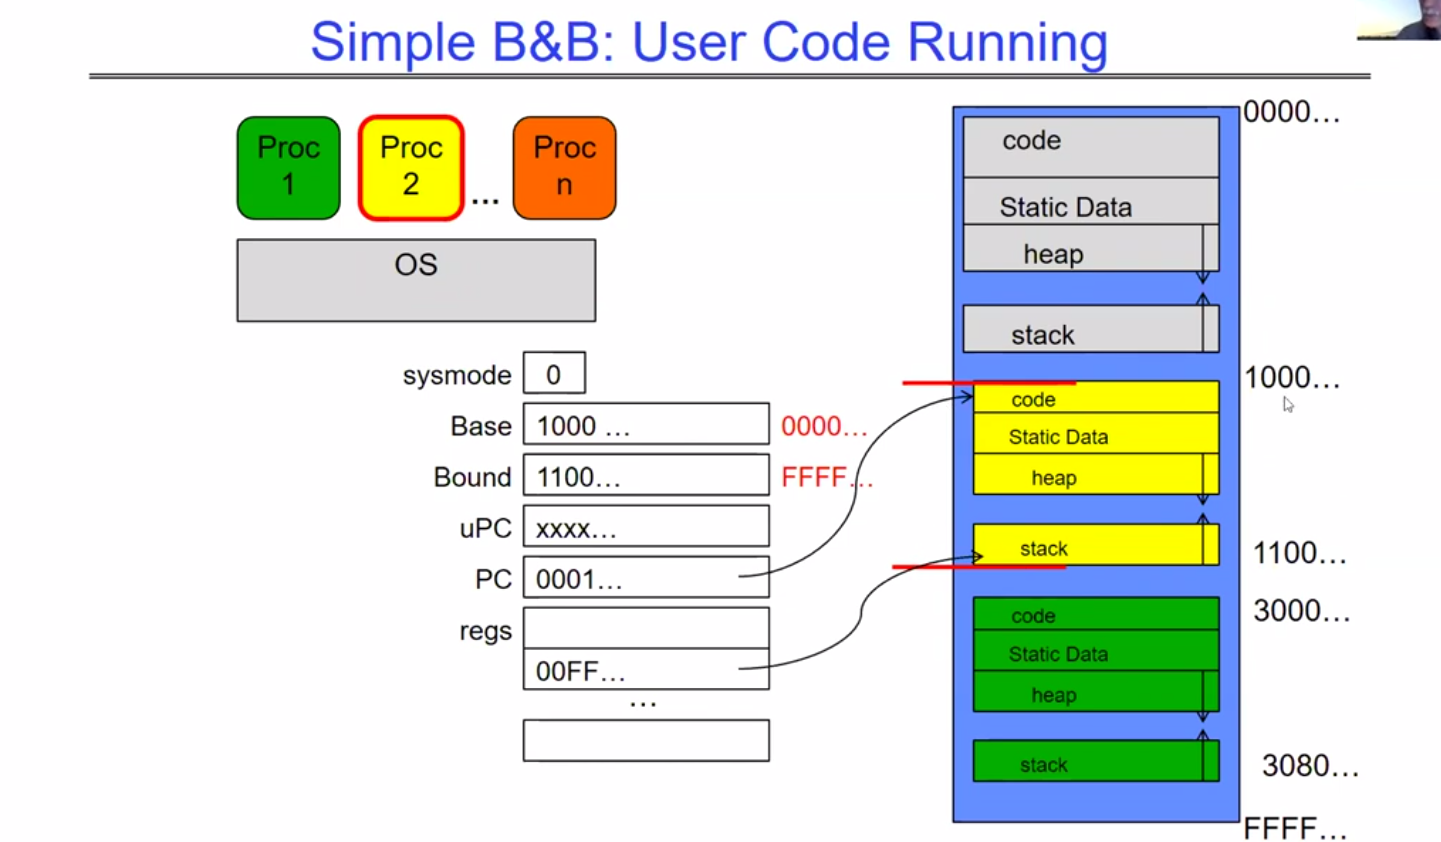 Simple B&B: User Code Running
Proc
1
Proc
2
...
Proc
n
OS
sysmode
0
Base
1000 ...
0000...
Bound
1100...
FFFF...
uPC
xxxx...
PC
0001...
regs
00FF...
...
0000...
code
Static Data
heap
stack
1000...
code
Static Data
heap
stack
1100...
3000...
code
Static Data
heap
stack
3080...
FFFF...